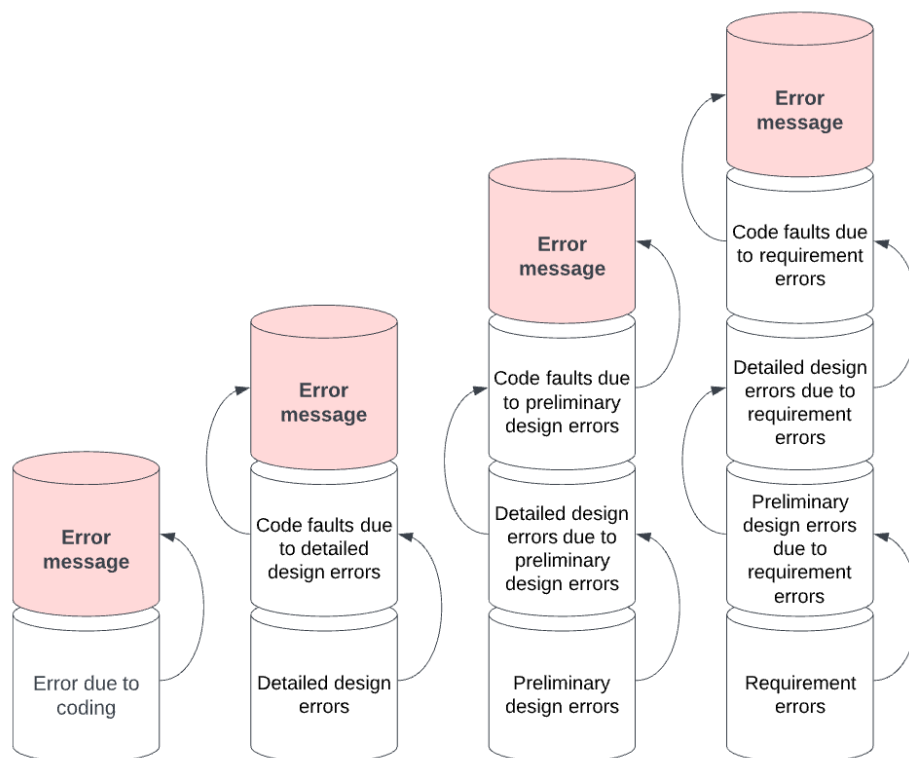 Error
message
Error due to
coding
Error
message
Code faults due
to detailed
design errors
Detailed design
errors
Error
message
Code faults due
to preliminary
design errors
Detailed design
errors due to
preliminary
design errors
Preliminary
design errors
Error
message
Code faults due
to requirement
errors
Detailed design
errors due to
requirement
errors
Preliminary
design errors
due to
requirement
errors
Requirement
errors